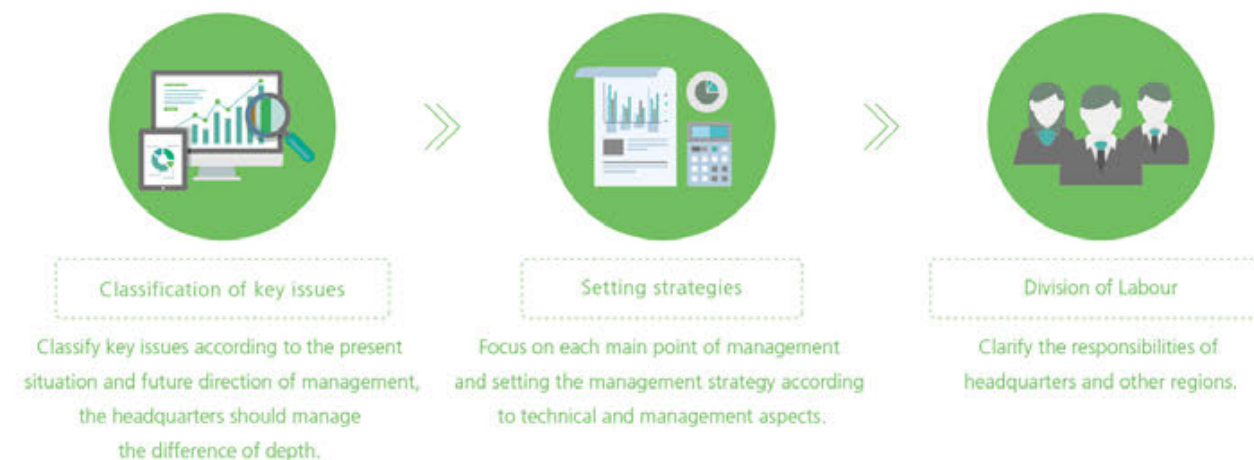 Classification of key issues
Classify key issues according to the present
situation and future direction of management,
the headquarters should manage
the difference of depth.
Setting strategies
Focus on each main point of management
and setting the management strategy according
to technical and management aspects.
Division of Labour
Clarify the responsibilities of
headquarters and other regions.